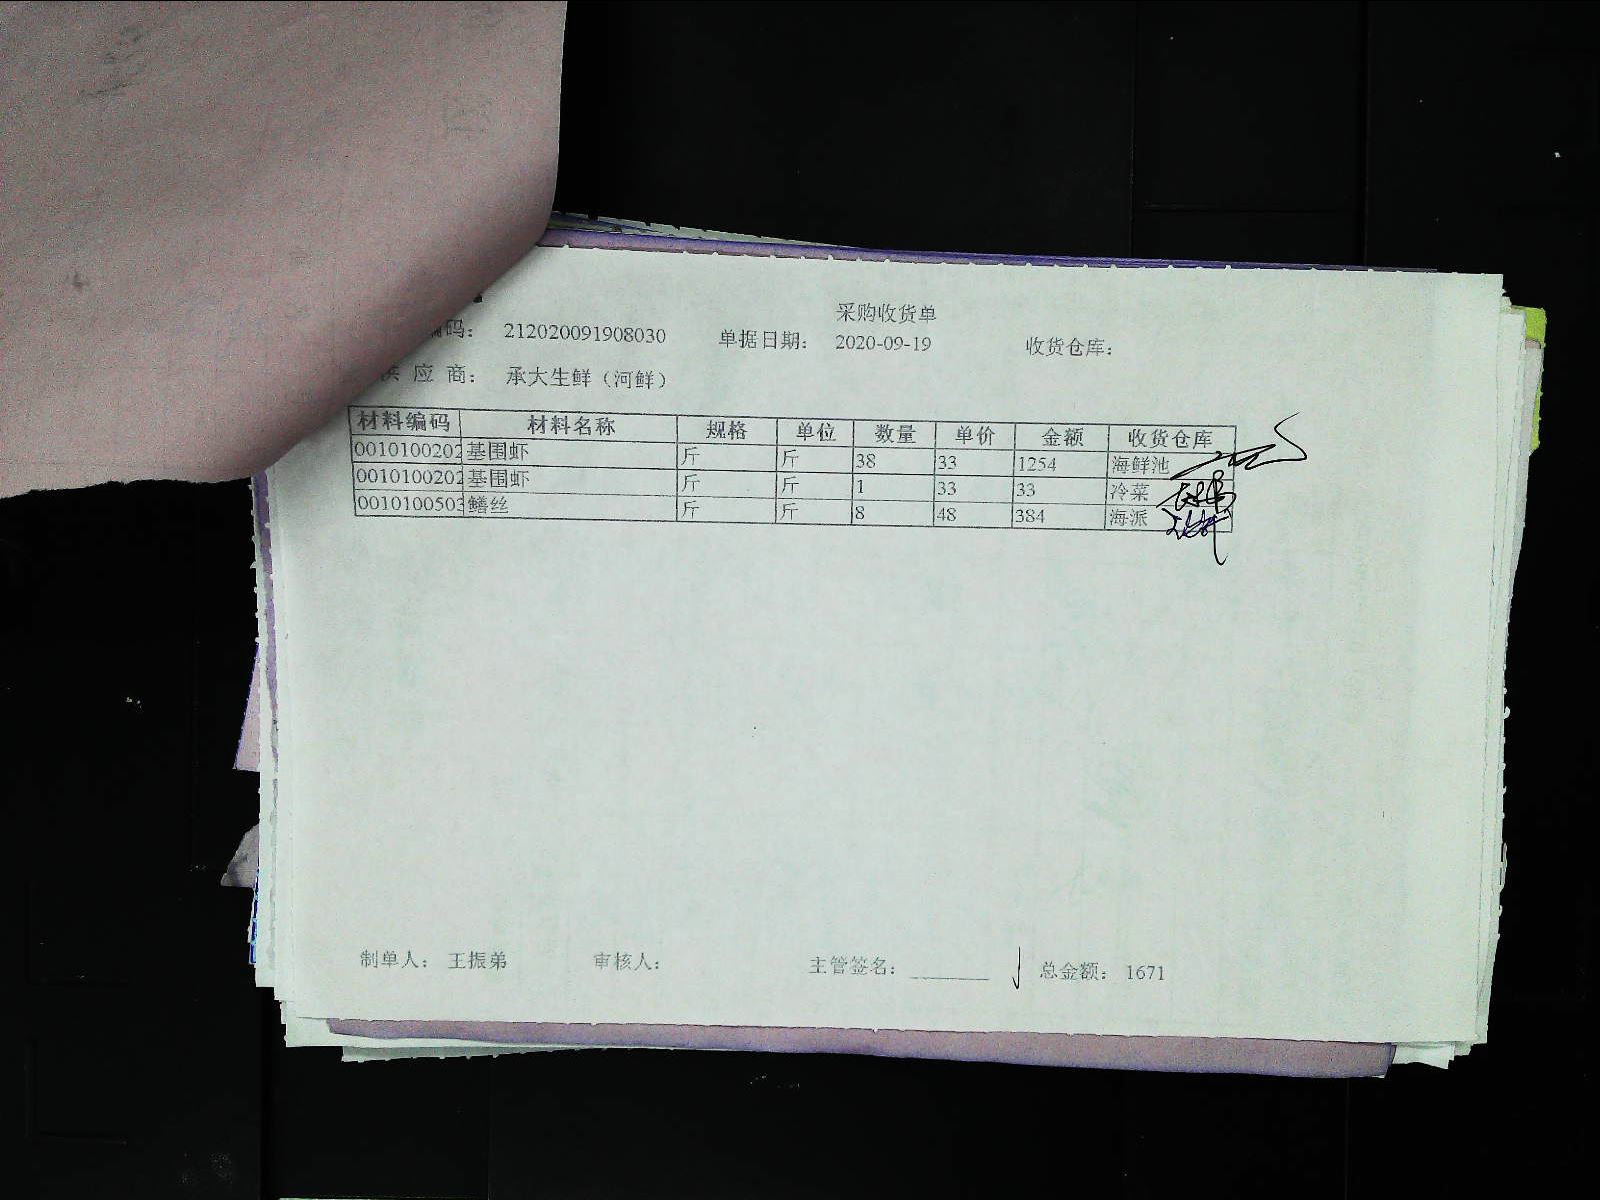 采购收货单
编码： 212020091908030 单据日期： 2020-09-19 收货仓库：
供 应 商： 承大生鲜（河鲜）
材料编码 材料名称 规格 单位 数量 单价 金额 收货仓库
0010100202 基围虾 斤 斤 38 33 1254 海鲜池
0010100202 基围虾 斤 斤 1 33 33 冷菜
0010100503 鳝丝 斤 斤 8 48 384 海派
制单人： 王振弟 审核人： 主管签名： 总金额： 1671